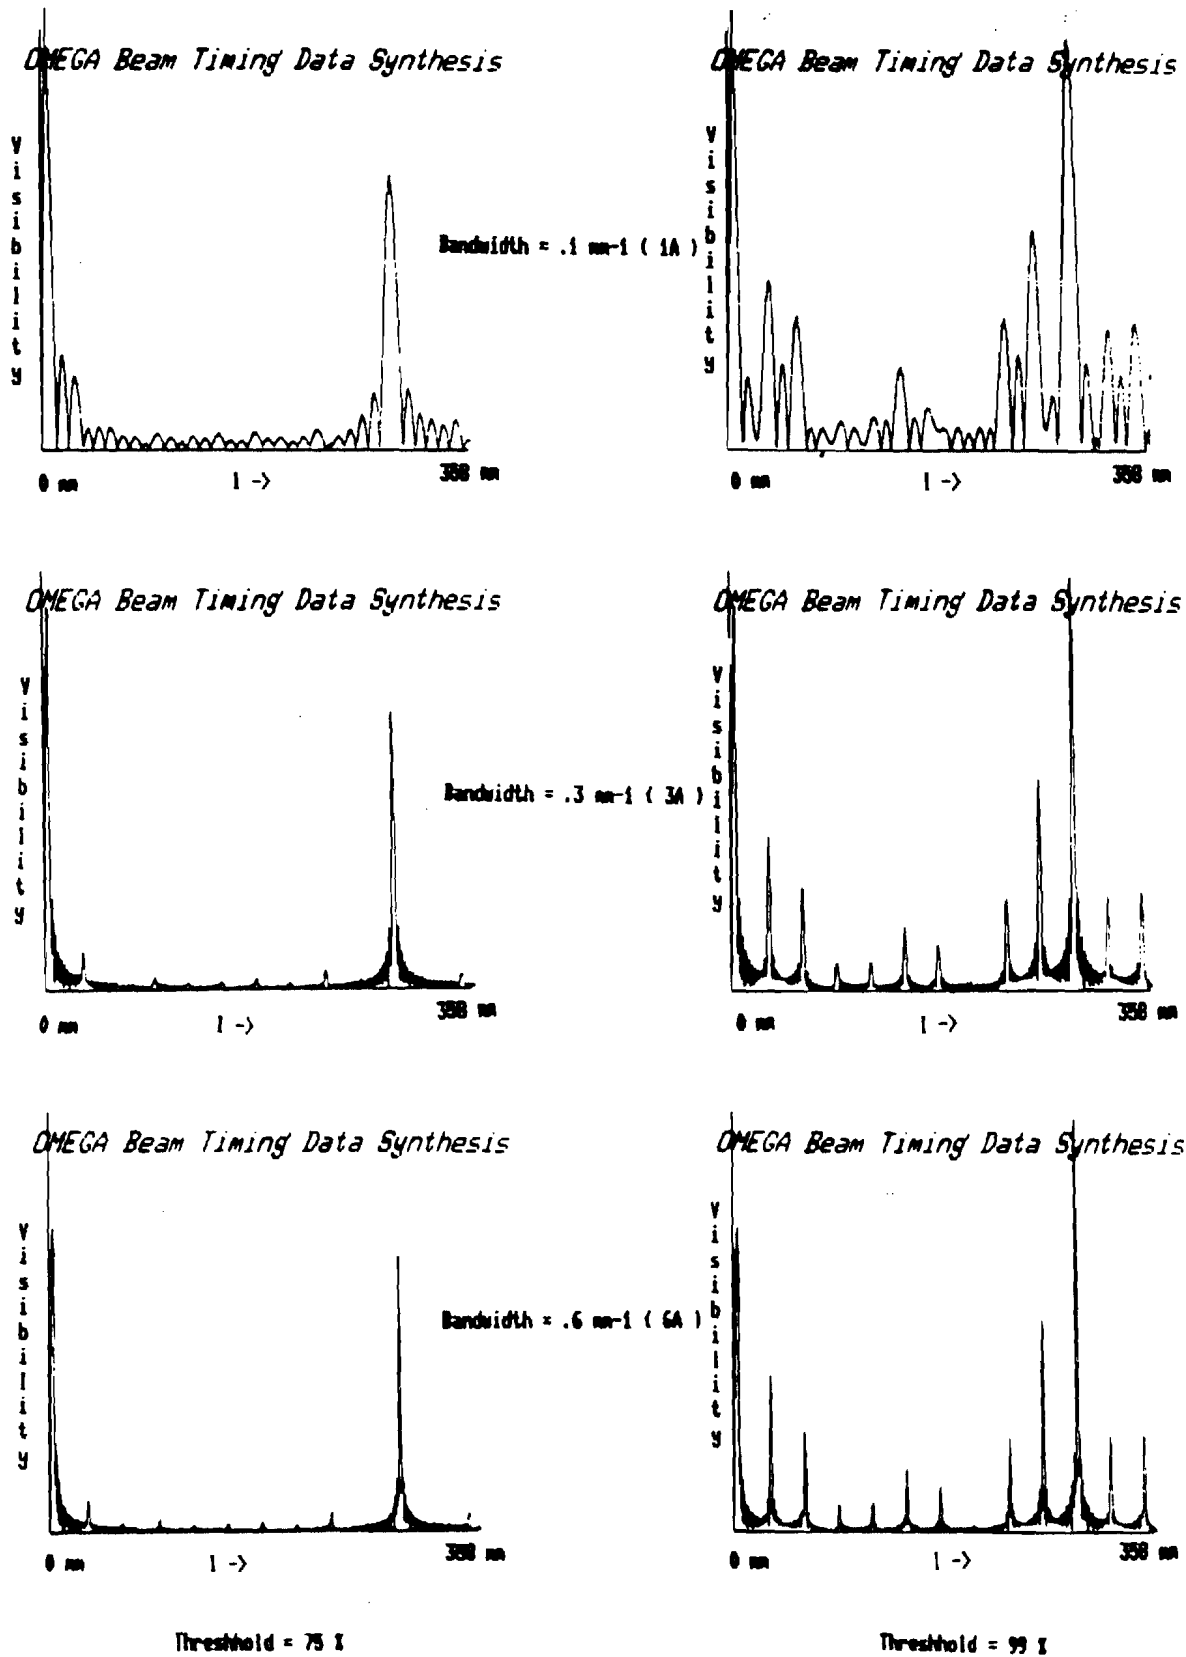 OMEGA Beam Timing Data Synthesis
OMEGA Beam Timing Data Synthesis
Visibility
Bandwidth = .1 mm-1 ( 1A )
Visibility
0 mm
l ->
358 mm
0 mm
l ->
358 mm
OMEGA Beam Timing Data Synthesis
OMEGA Beam Timing Data Synthesis
Visibility
Bandwidth = .3 mm-1 ( 3A )
Visibility
0 mm
l ->
358 mm
0 mm
l ->
358 mm
OMEGA Beam Timing Data Synthesis
OMEGA Beam Timing Data Synthesis
Visibility
Bandwidth = .6 mm-1 ( 6A )
Visibility
0 mm
l ->
358 mm
0 mm
l ->
358 mm
Threshhold = 75 %
Threshhold = 99 %